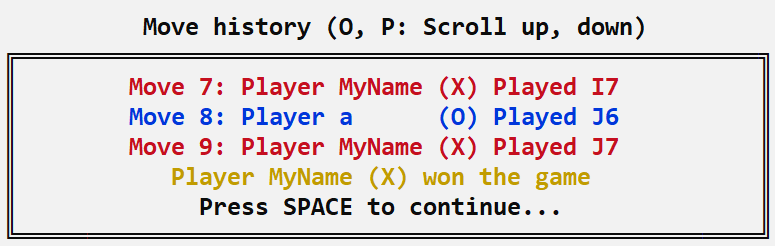 Move history (O, P: Scroll up, down)
Move 7: Player MyName (X) Played I7
Move 8: Player a      (O) Played J6
Move 9: Player MyName (X) Played J7
Player MyName (X) won the game
Press SPACE to continue...